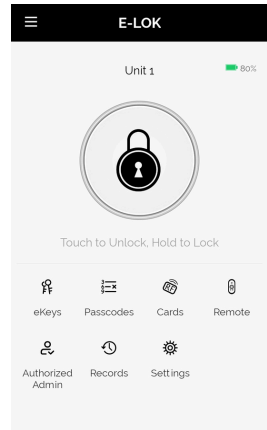 E-LOK
Unit 1
80%
Touch to Unlock, Hold to Lock
eKeys
Passcodes
Cards
Remote
Authorized
Admin
Records
Settings